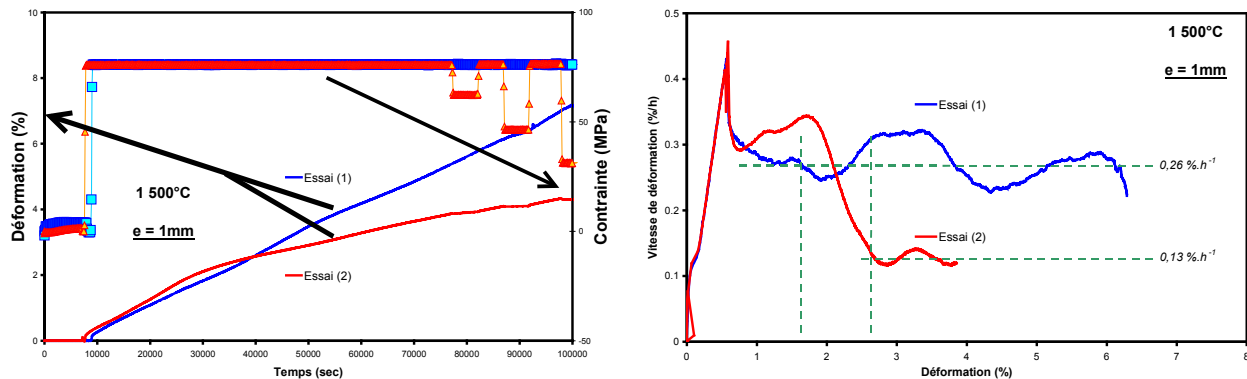 Déformation (%)
10
8
6
4
2
0
1 500°C
e = 1mm
Essai (1)
Essai (2)
0
10000
20000
30000
40000
50000
60000
70000
80000
90000
100000
Temps (sec)
100
50
0
-50
Contrainte (MPa)
Vitesse de déformation (%/h)
0.5
0.4
0.3
0.2
0.1
0
1 500°C
e = 1mm
Essai (1)
0,26 %.h⁻¹
Essai (2)
0,13 %.h⁻¹
0
1
2
3
4
5
6
7
8
Déformation (%)